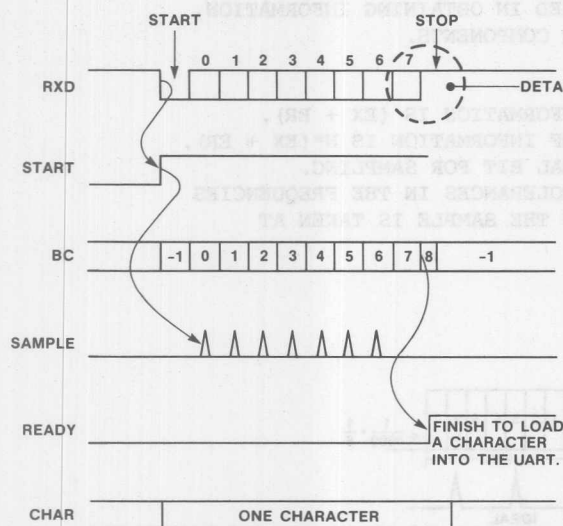 START STOP
0 1 2 3 4 5 6 7
RXD
DETA
START
BC -1 0 1 2 3 4 5 6 7 8 -1
SAMPLE
READY
FINISH TO LOAD
A CHARACTER
INTO THE UART.
CHAR ONE CHARACTER